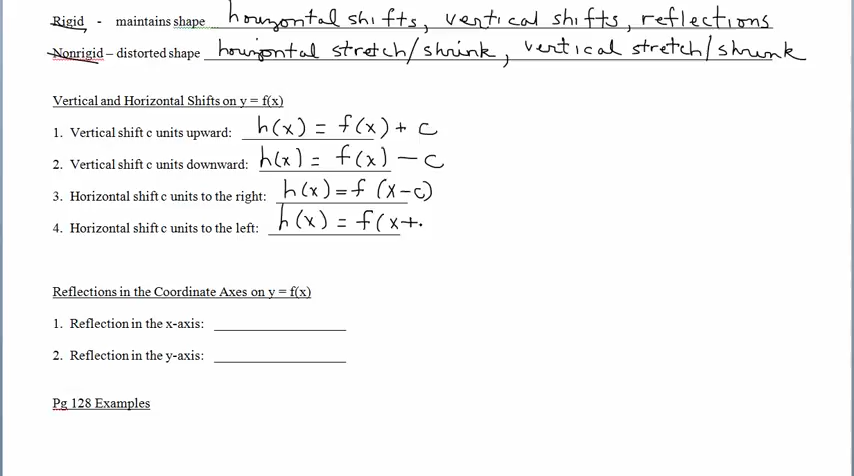 Rigid - maintains shape horizontal shifts, vertical shifts, reflections
Nonrigid – distorted shape horizontal stretch/shrink, vertical stretch/shrunk
Vertical and Horizontal Shifts on y = f(x)
1. Vertical shift c units upward: h(x) = f(x) + c
2. Vertical shift c units downward: h(x) = f(x) - c
3. Horizontal shift c units to the right: h(x) = f (x-c)
4. Horizontal shift c units to the left: h(x) = f(x+
Reflections in the Coordinate Axes on y = f(x)
1. Reflection in the x-axis:
2. Reflection in the y-axis:
Pg 128 Examples